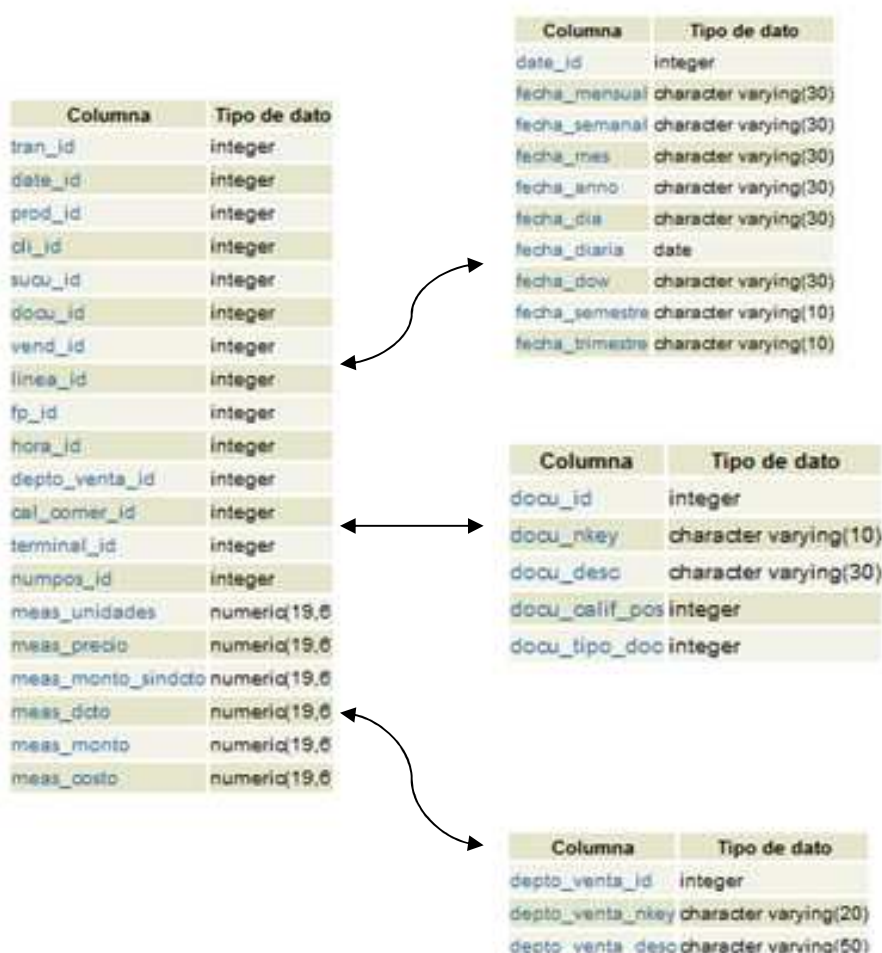 Columna Tipo de dato
tran_id integer
date_id integer
prod_id integer
cli_id integer
sucu_id integer
docu_id integer
vend_id integer
linea_id integer
fp_id integer
hora_id integer
depto_venta_id integer
cal_comer_id integer
terminal_id integer
numpos_id integer
meas_unidades numeric(19,6
meas_precio numeric(19,6
meas_monto_sindcto numeric(19,6
meas_dcto numeric(19,6
meas_monto numeric(19,6
meas_costo numeric(19,6
Columna Tipo de dato
date_id integer
fecha_mensual character varying(30)
fecha_semanal character varying(30)
fecha_mes character varying(30)
fecha_anno character varying(30)
fecha_dia character varying(30)
fecha_diaria date
fecha_dow character varying(30)
fecha_semestre character varying(10)
fecha_trimestre character varying(10)
Columna Tipo de dato
docu_id integer
docu_nkey character varying(10)
docu_desc character varying(30)
docu_calif_pos integer
docu_tipo_doc integer
Columna Tipo de dato
depto_venta_id integer
depto_venta_nkey character varying(20)
depto_venta_desc character varying(50)